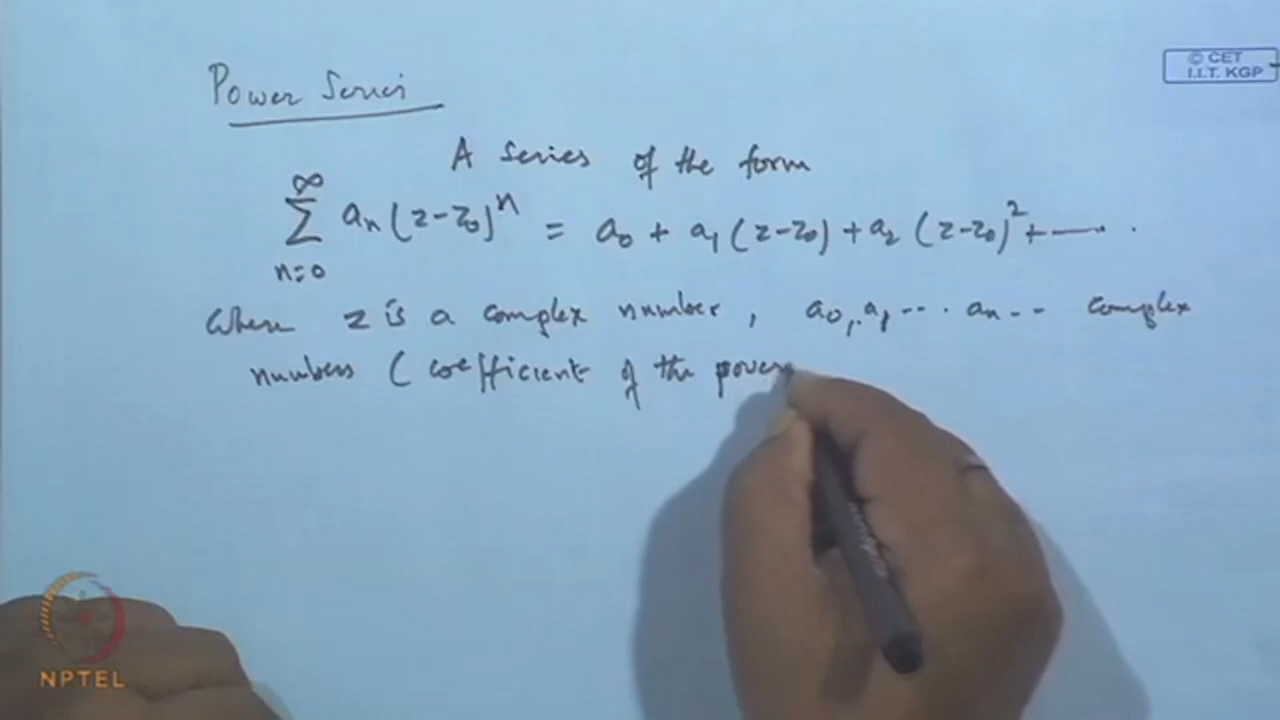 Power Series
© CET
I.I.T. KGP
A series of the form
∞
∑ aₙ (z-z₀)ⁿ = a₀ + a₁ (z-z₀) + a₂ (z-z₀)² + ---- .
n=0
where z is a complex number, a₀, a₁ .... aₙ -- complex
numbers ( coefficient of the power
NPTEL